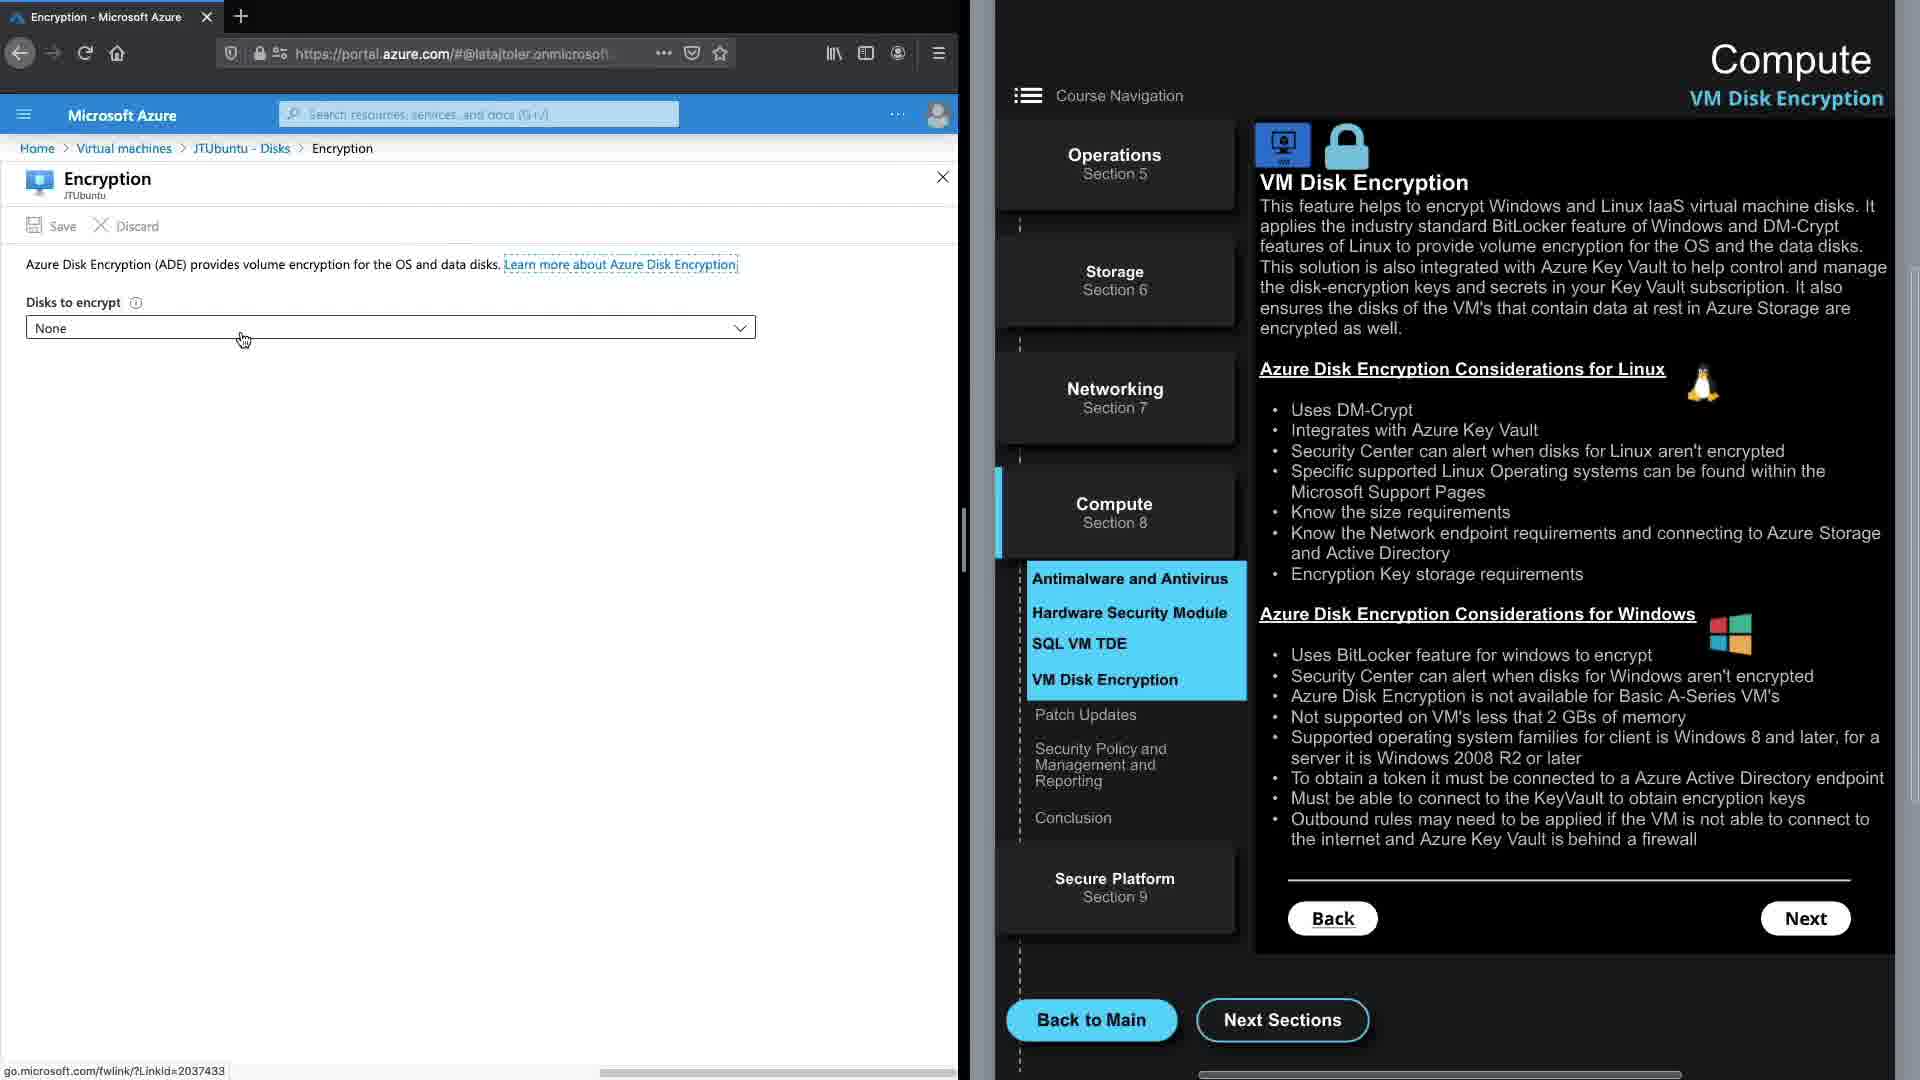 Encryption - Microsoft Azure
https://portal.azure.com/#@latajtoler.onmicrosoft
Microsoft Azure
Search resources, services, and docs (G+/)
Home > Virtual machines > JTUbuntu - Disks > Encryption
Encryption
JTUbuntu
Save Discard
Azure Disk Encryption (ADE) provides volume encryption for the OS and data disks. Learn more about Azure Disk Encryption
Disks to encrypt
None
go.microsoft.com/fwlink/?LinkId=2037433
Compute
VM Disk Encryption
Course Navigation
Operations
Section 5
Storage
Section 6
Networking
Section 7
Compute
Section 8
Antimalware and Antivirus
Hardware Security Module
SQL VM TDE
VM Disk Encryption
Patch Updates
Security Policy and
Management and
Reporting
Conclusion
Secure Platform
Section 9
VM Disk Encryption
This feature helps to encrypt Windows and Linux IaaS virtual machine disks. It
applies the industry standard BitLocker feature of Windows and DM-Crypt
features of Linux to provide volume encryption for the OS and the data disks.
This solution is also integrated with Azure Key Vault to help control and manage
the disk-encryption keys and secrets in your Key Vault subscription. It also
ensures the disks of the VM's that contain data at rest in Azure Storage are
encrypted as well.
Azure Disk Encryption Considerations for Linux
• Uses DM-Crypt
• Integrates with Azure Key Vault
• Security Center can alert when disks for Linux aren't encrypted
• Specific supported Linux Operating systems can be found within the
Microsoft Support Pages
• Know the size requirements
• Know the Network endpoint requirements and connecting to Azure Storage
and Active Directory
• Encryption Key storage requirements
Azure Disk Encryption Considerations for Windows
• Uses BitLocker feature for windows to encrypt
• Security Center can alert when disks for Windows aren't encrypted
• Azure Disk Encryption is not available for Basic A-Series VM's
• Not supported on VM's less that 2 GBs of memory
• Supported operating system families for client is Windows 8 and later, for a
server it is Windows 2008 R2 or later
• To obtain a token it must be connected to a Azure Active Directory endpoint
• Must be able to connect to the KeyVault to obtain encryption keys
• Outbound rules may need to be applied if the VM is not able to connect to
the internet and Azure Key Vault is behind a firewall
Back
Next
Back to Main
Next Sections